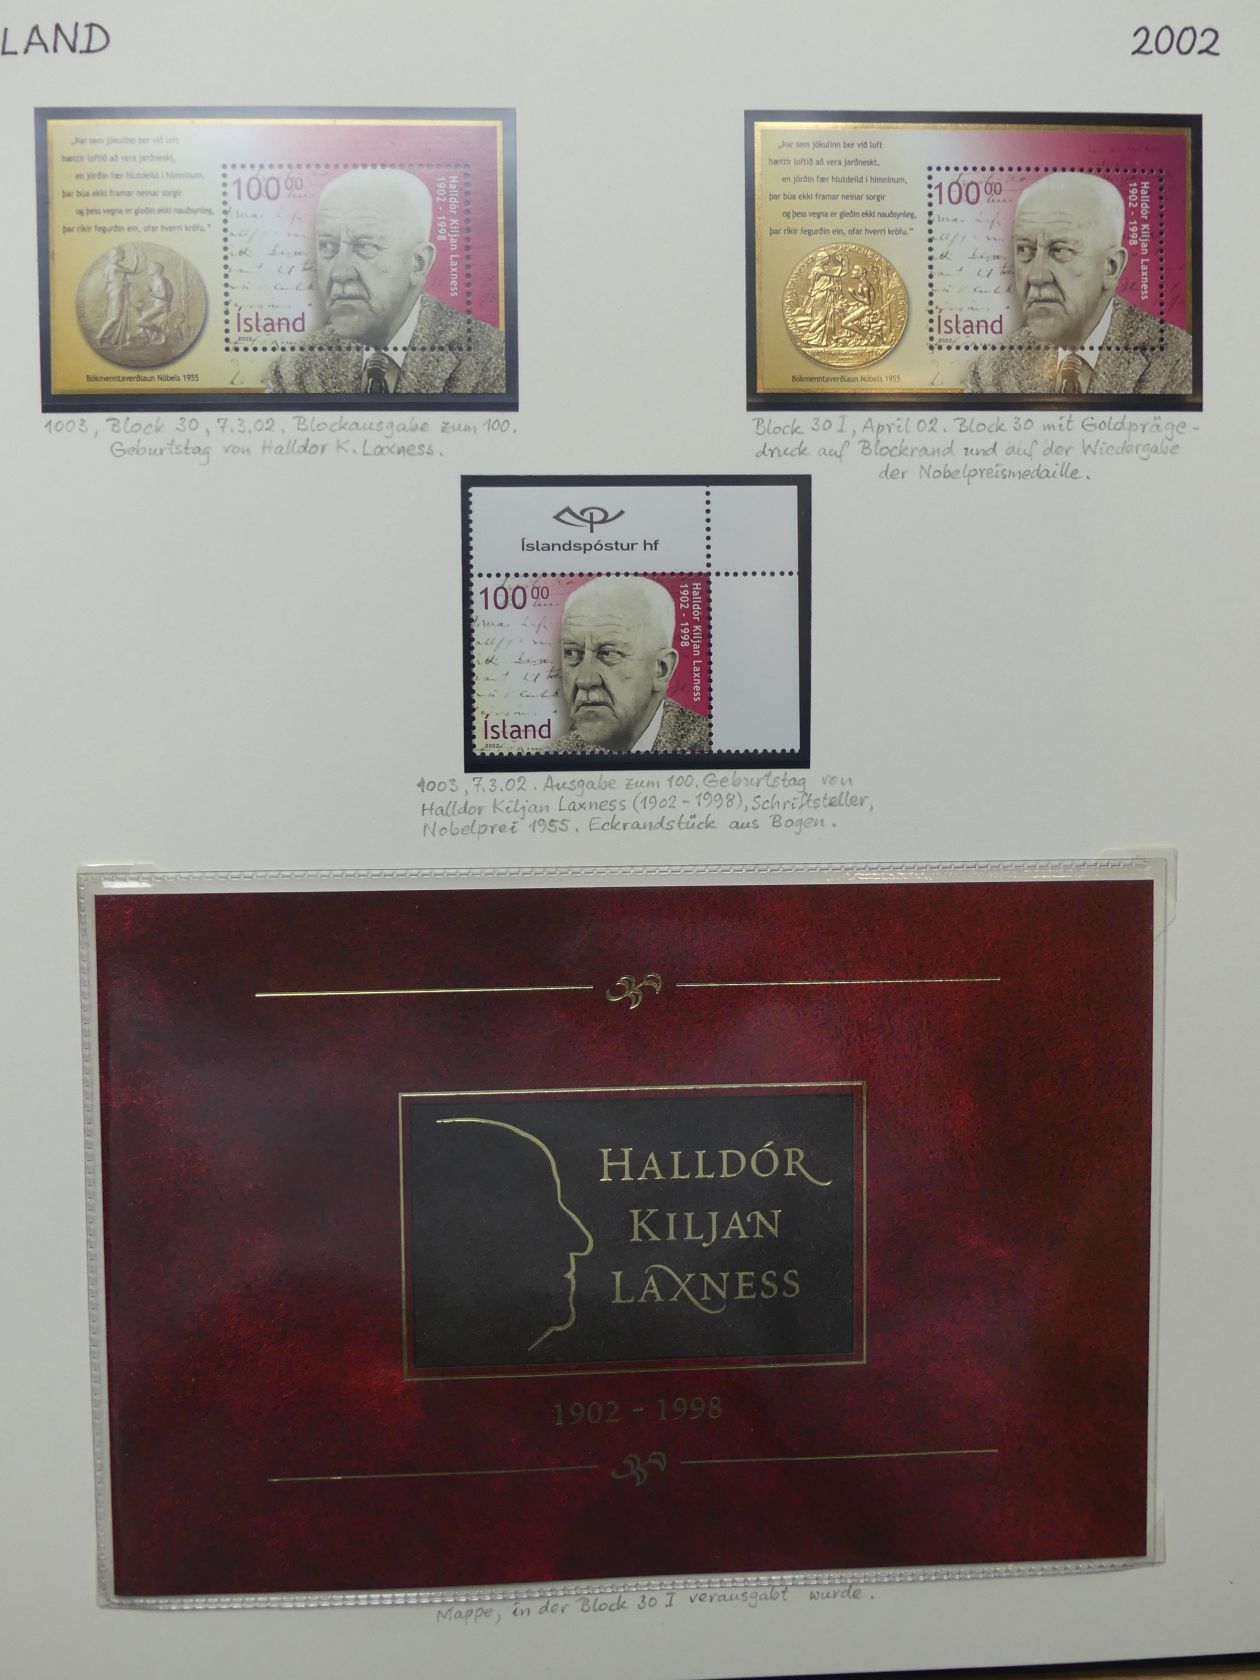 LAND
2002
„Þar sem jökulinn ber við loft
hættir loftið að vera jarðneskt,
en jörðin fær hlutdeild í himninum,
þar búa ekki framar neinar sorgir
og þess vegna er gleðin ekki nauðsynleg,
þar ríkir fegurðin ein, ofar hverri kröfu.“
100 00
Halldór Kiljan Laxness
1902 - 1998
Ísland
2002
Bókmenntaverðlaun Nóbels 1955
1003, Block 30, 7.3.02. Blockausgabe zum 100.
Geburtstag von Halldor K. Laxness.
„Þar sem jökulinn ber við loft
hættir loftið að vera jarðneskt,
en jörðin fær hlutdeild í himninum,
þar búa ekki framar neinar sorgir
og þess vegna er gleðin ekki nauðsynleg,
þar ríkir fegurðin ein, ofar hverri kröfu.“
100 00
Halldór Kiljan Laxness
1902 - 1998
Ísland
2002
Bókmenntaverðlaun Nóbels 1955
Block 30 I, April 02. Block 30 mit Goldpräge-
druck auf Blockrand und auf der Wiedergabe
der Nobelpreismedaille.
Íslandspóstur hf
100 00
Halldór Kiljan Laxness
1902 - 1998
Ísland
2002
1003, 7.3.02. Ausgabe zum 100. Geburtstag von
Halldor Kiljan Laxness (1902-1998), Schriftsteller,
Nobelprei 1955. Eckrandstück aus Bogen.
HALLDÓR
KILJAN
LAXNESS
1902 - 1998
Mappe, in der Block 30 I verausgabt wurde.